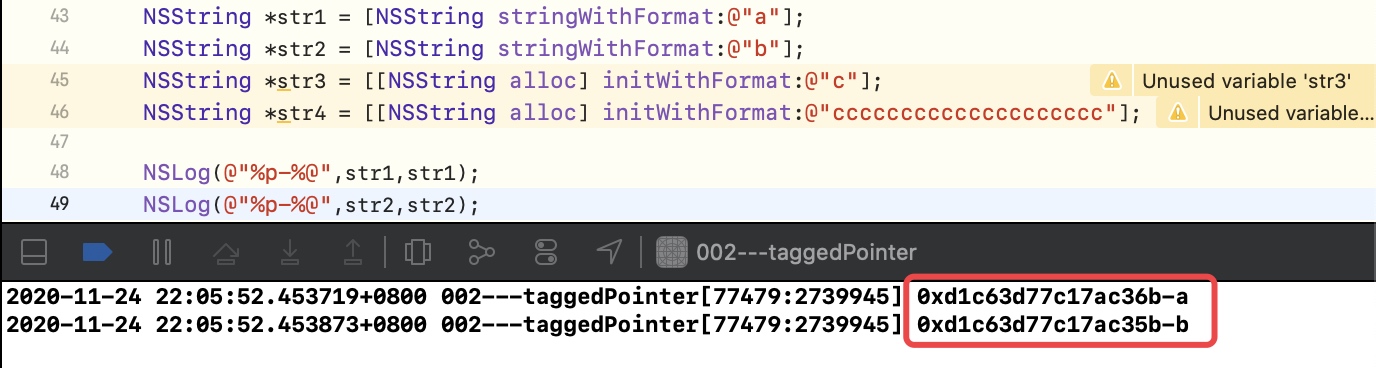 43 NSString *str1 = [NSString stringWithFormat:@"a"];
44 NSString *str2 = [NSString stringWithFormat:@"b"];
45 NSString *str3 = [[NSString alloc] initWithFormat:@"c"]; Unused variable 'str3'
46 NSString *str4 = [[NSString alloc] initWithFormat:@"cccccccccccccccccccc"]; Unused variable...
47
48 NSLog(@"%p-%@",str1,str1);
49 NSLog(@"%p-%@",str2,str2);
002---taggedPointer
2020-11-24 22:05:52.453719+0800 002---taggedPointer[77479:2739945] 0xd1c63d77c17ac36b-a
2020-11-24 22:05:52.453873+0800 002---taggedPointer[77479:2739945] 0xd1c63d77c17ac35b-b